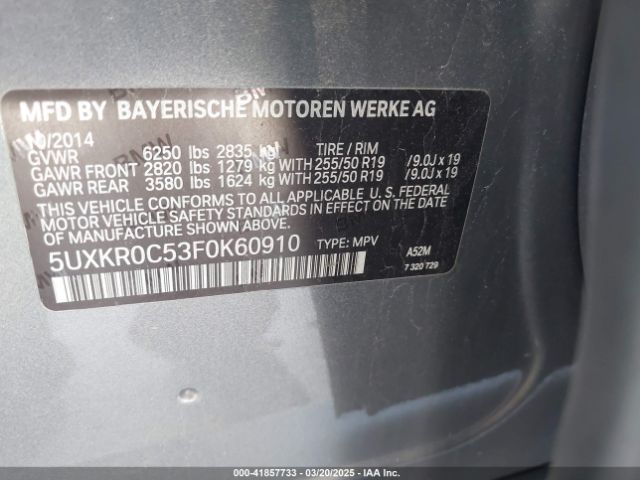 MFD BY BAYERISCHE MOTOREN WERKE AG
10/2014
GVWR 6250 lbs 2835 kg TIRE / RIM
GAWR FRONT 2820 lbs 1279 kg WITH 255/50 R19 /9.0J x 19
GAWR REAR 3580 lbs 1624 kg WITH 255/50 R19 /9.0J x 19
THIS VEHICLE CONFORMS TO ALL APPLICABLE U. S. FEDERAL
MOTOR VEHICLE SAFETY STANDARDS IN EFFECT ON THE DATE
OF MANUFACTURE SHOWN ABOVE.
5UXKR0C53F0K60910 TYPE: MPV A52M
7 320 729
000-41857733 - 03/20/2025 - IAA Inc.